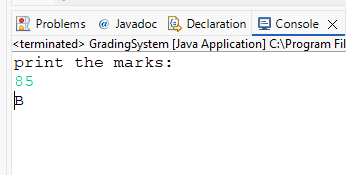 Problems @ Javadoc Declaration Console
<terminated> GradingSystem [Java Application] C:\Program Fil
print the marks:
85
B